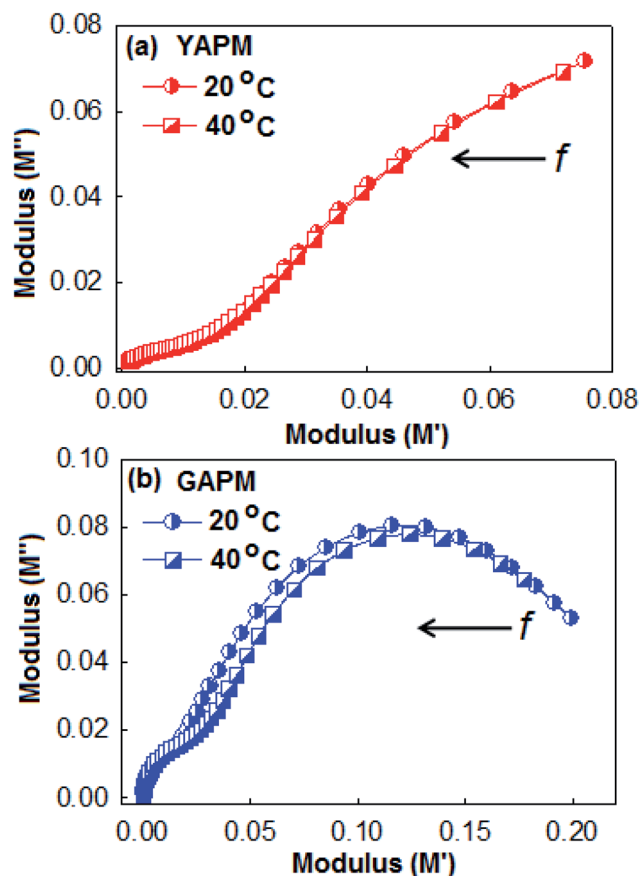 (a) YAPM
20 °C
40 °C
f
0.08
0.06
0.04
0.02
0.00
Modulus (M'')
0.00 0.02 0.04 0.06 0.08
Modulus (M')
(b) GAPM
20 °C
40 °C
f
0.10
0.08
0.06
0.04
0.02
0.00
Modulus (M'')
0.00 0.05 0.10 0.15 0.20
Modulus (M')